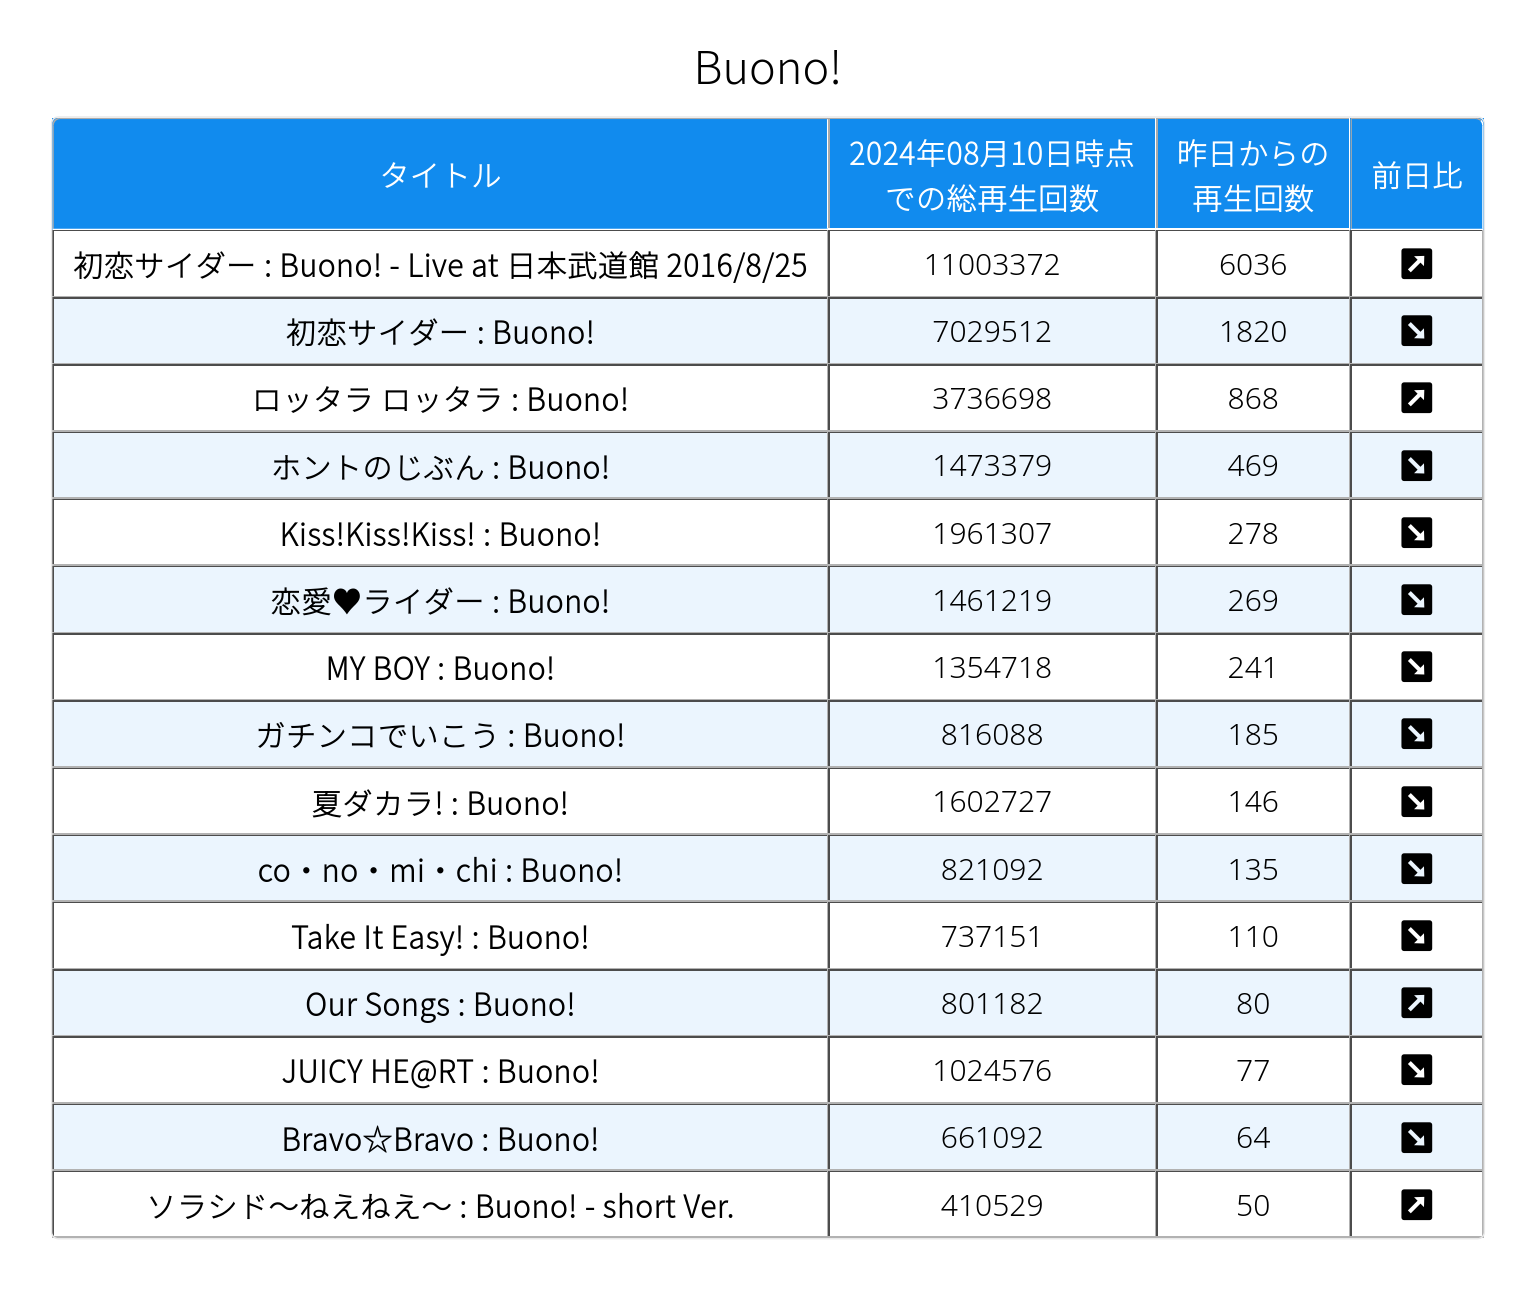 Buono!
タイトル
2024年08月10日時点
での総再生回数
昨日からの
再生回数
前日比
初恋サイダー : Buono! - Live at 日本武道館 2016/8/25 11003372 6036 ↗
初恋サイダー : Buono! 7029512 1820 ↘
ロッタラ ロッタラ : Buono! 3736698 868 ↗
ホントのじぶん : Buono! 1473379 469 ↘
Kiss!Kiss!Kiss! : Buono! 1961307 278 ↘
恋愛♥ライダー : Buono! 1461219 269 ↘
MY BOY : Buono! 1354718 241 ↘
ガチンコでいこう : Buono! 816088 185 ↘
夏ダカラ! : Buono! 1602727 146 ↘
co・no・mi・chi : Buono! 821092 135 ↘
Take It Easy! : Buono! 737151 110 ↘
Our Songs : Buono! 801182 80 ↗
JUICY HE@RT : Buono! 1024576 77 ↘
Bravo☆Bravo : Buono! 661092 64 ↘
ソラシド〜ねえねえ〜 : Buono! - short Ver. 410529 50 ↗